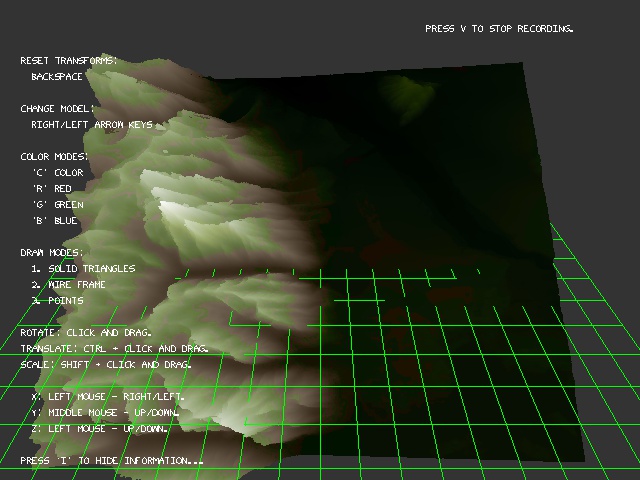 PRESS V TO STOP RECORDING.
RESET TRANSFORMS:
BACKSPACE
CHANGE MODEL:
RIGHT/LEFT ARROW KEYS
COLOR MODES:
'C' COLOR
'R' RED
'G' GREEN
'B' BLUE
DRAW MODES:
1. SOLID TRIANGLES
2. WIRE FRAME
3. POINTS
ROTATE: CLICK AND DRAG.
TRANSLATE: CTRL + CLICK AND DRAG.
SCALE: SHIFT + CLICK AND DRAG.
X: LEFT MOUSE - RIGHT/LEFT.
Y: MIDDLE MOUSE - UP/DOWN.
Z: LEFT MOUSE - UP/DOWN.
PRESS 'I' TO HIDE INFORMATION...